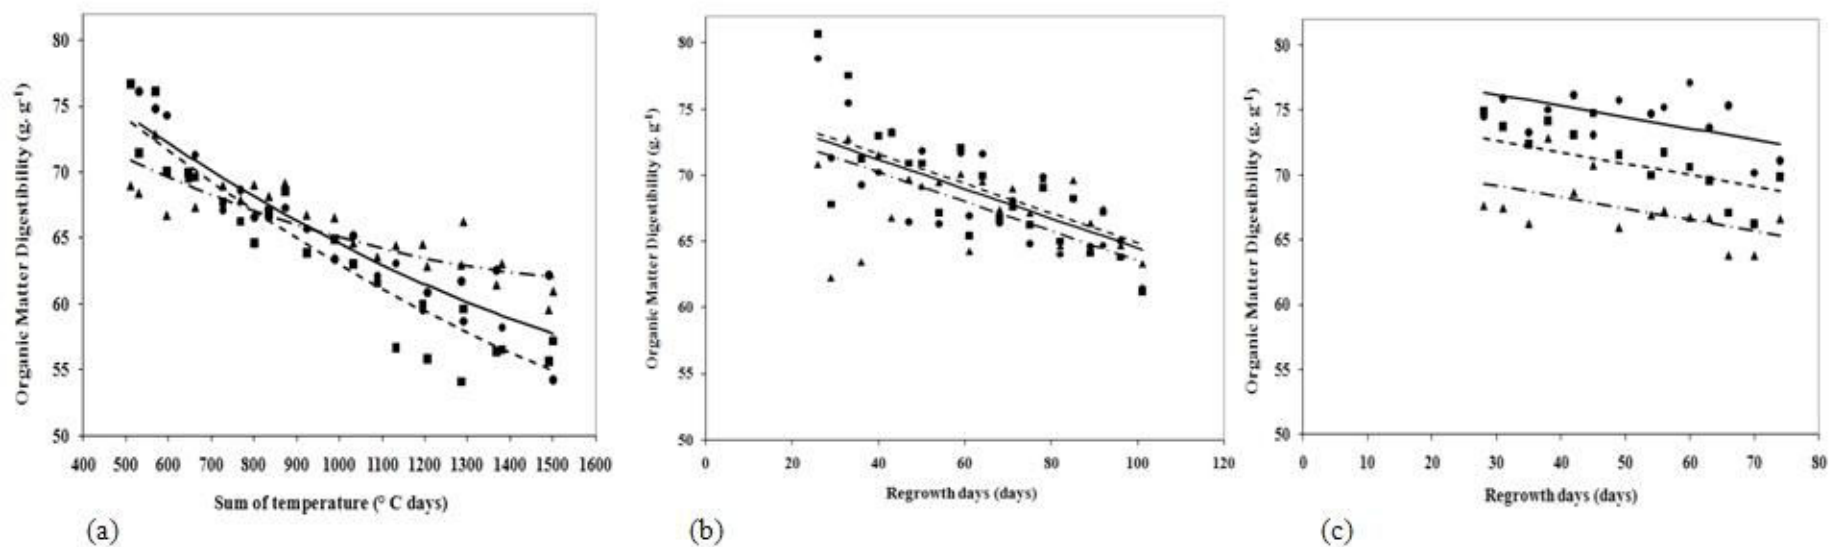 Organic Matter Digestibility (g. g⁻¹)
80
75
70
65
60
55
50
400 500 600 700 800 900 1000 1100 1200 1300 1400 1500 1600
Sum of temperature (° C days)
(a)
Organic Matter Digestibility (g. g⁻¹)
80
75
70
65
60
55
50
0 20 40 60 80 100 120
Regrowth days (days)
(b)
Organic Matter Digestibility (g. g⁻¹)
80
75
70
65
60
55
50
0 10 20 30 40 50 60 70 80
Regrowth days (days)
(c)